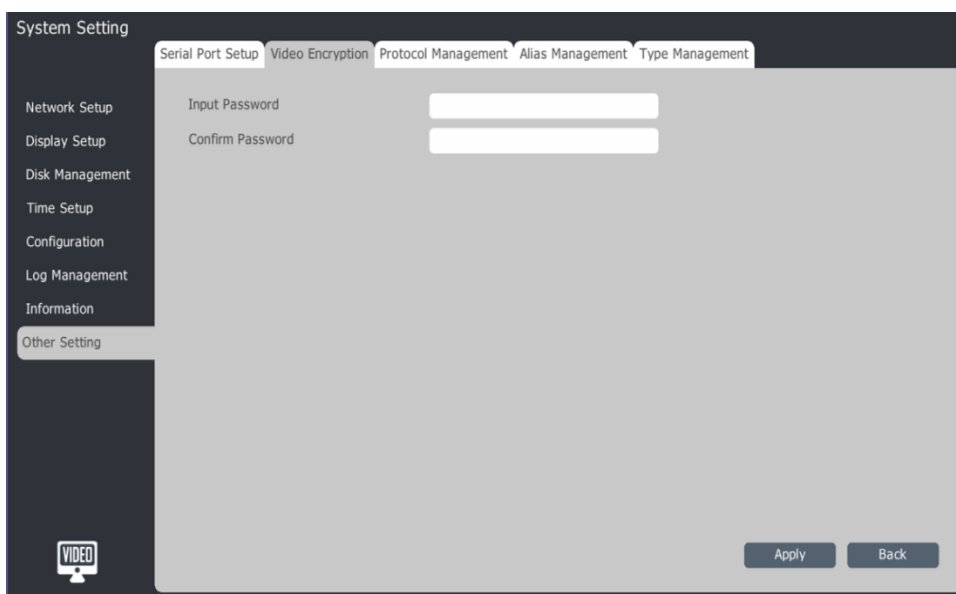 System Setting
Serial Port Setup Video Encryption Protocol Management Alias Management Type Management
Network Setup
Display Setup
Disk Management
Time Setup
Configuration
Log Management
Information
Other Setting
Input Password
Confirm Password
VIDEO
Apply Back